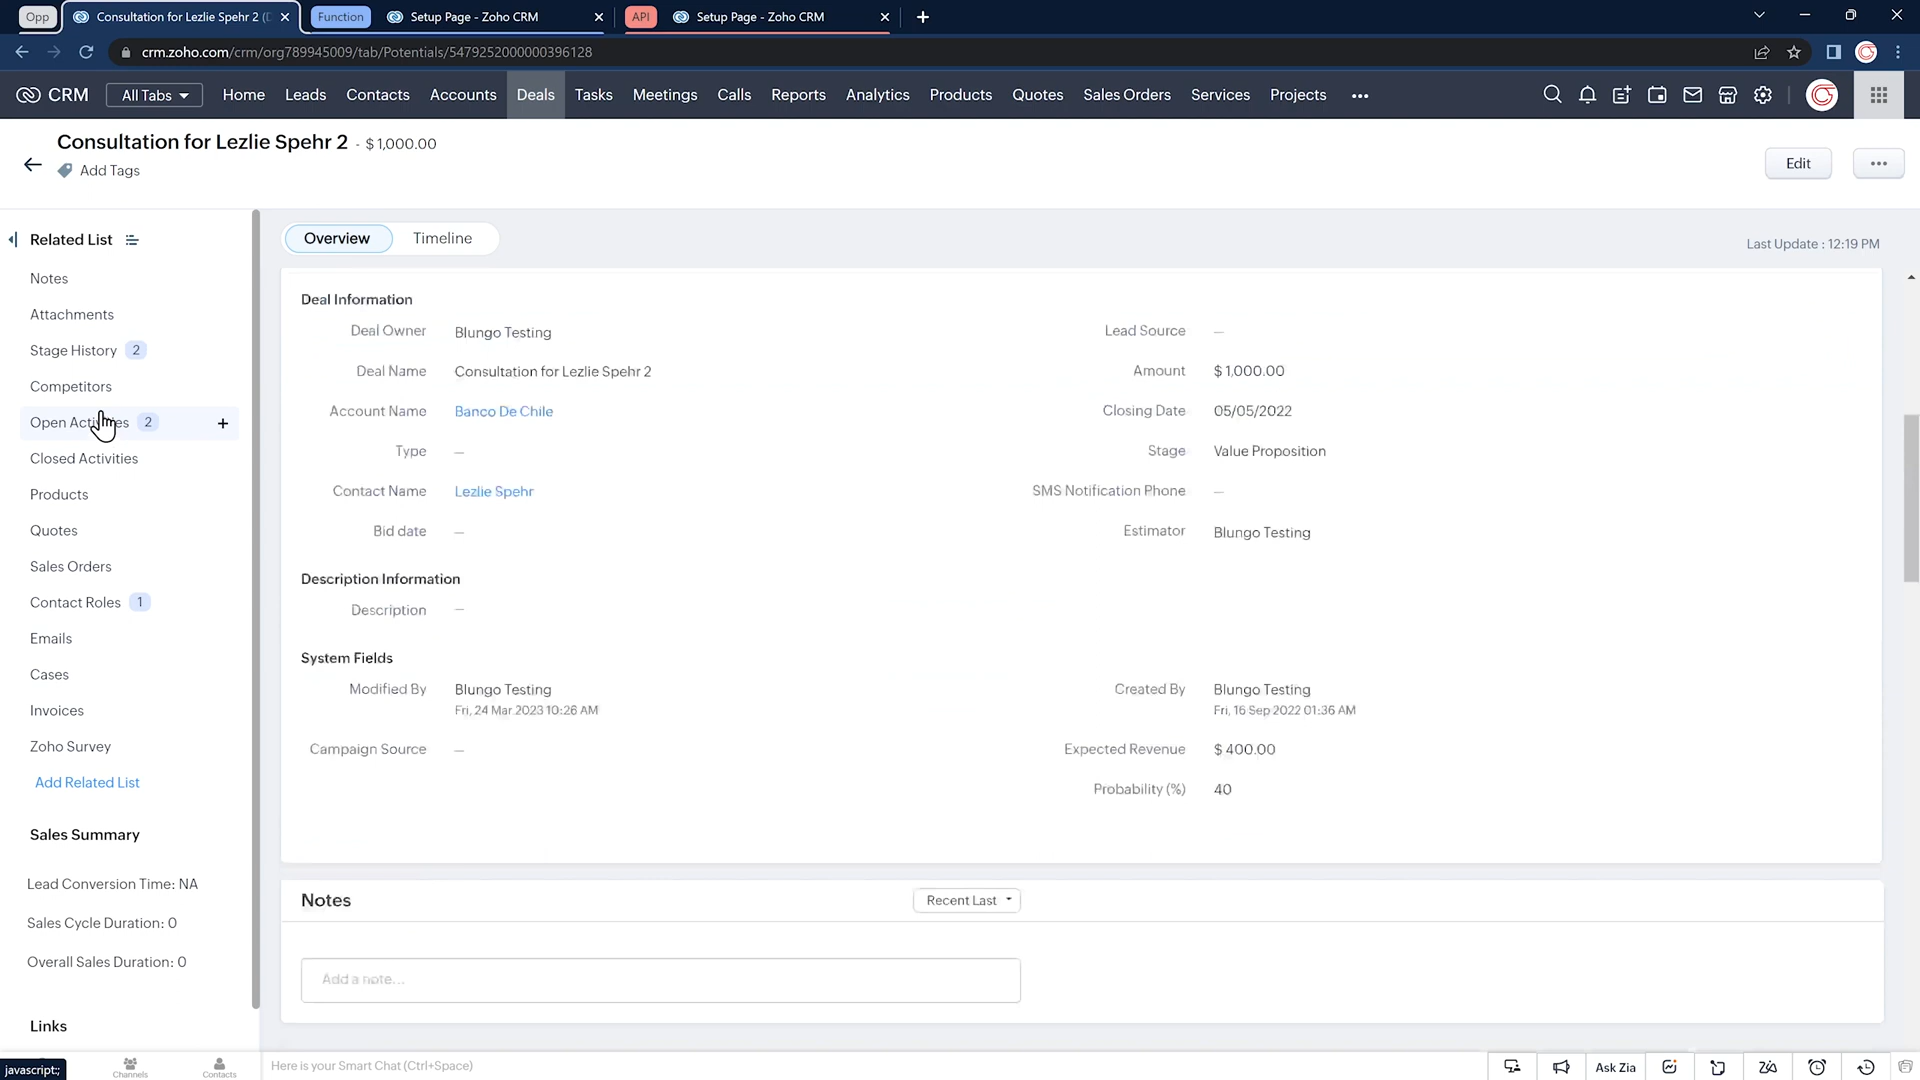 Opp
Consultation for Lezlie Spehr 2 (D
Function
Setup Page - Zoho CRM
API
Setup Page - Zoho CRM
crm.zoho.com/crm/org789945009/tab/Potentials/5479252000000396128
CRM
All Tabs
Home
Leads
Contacts
Accounts
Deals
Tasks
Meetings
Calls
Reports
Analytics
Products
Quotes
Sales Orders
Services
Projects
Consultation for Lezlie Spehr 2 - $ 1,000.00
Add Tags
Edit
Related List
Notes
Attachments
Stage History 2
Competitors
Open Activities 2
Closed Activities
Products
Quotes
Sales Orders
Contact Roles 1
Emails
Cases
Invoices
Zoho Survey
Add Related List
Sales Summary
Lead Conversion Time: NA
Sales Cycle Duration: 0
Overall Sales Duration: 0
Links
Overview
Timeline
Last Update : 12:19 PM
Deal Information
Deal Owner Blungo Testing
Lead Source —
Deal Name Consultation for Lezlie Spehr 2
Amount $ 1,000.00
Account Name Banco De Chile
Closing Date 05/05/2022
Type —
Stage Value Proposition
Contact Name Lezlie Spehr
SMS Notification Phone —
Bid date —
Estimator Blungo Testing
Description Information
Description —
System Fields
Modified By Blungo Testing
Fri, 24 Mar 2023 10:26 AM
Created By Blungo Testing
Fri, 16 Sep 2022 01:36 AM
Campaign Source —
Expected Revenue $ 400.00
Probability (%) 40
Notes
Recent Last
Add a note...
javascript:;
Channels
Contacts
Here is your Smart Chat (Ctrl+Space)
Ask Zia